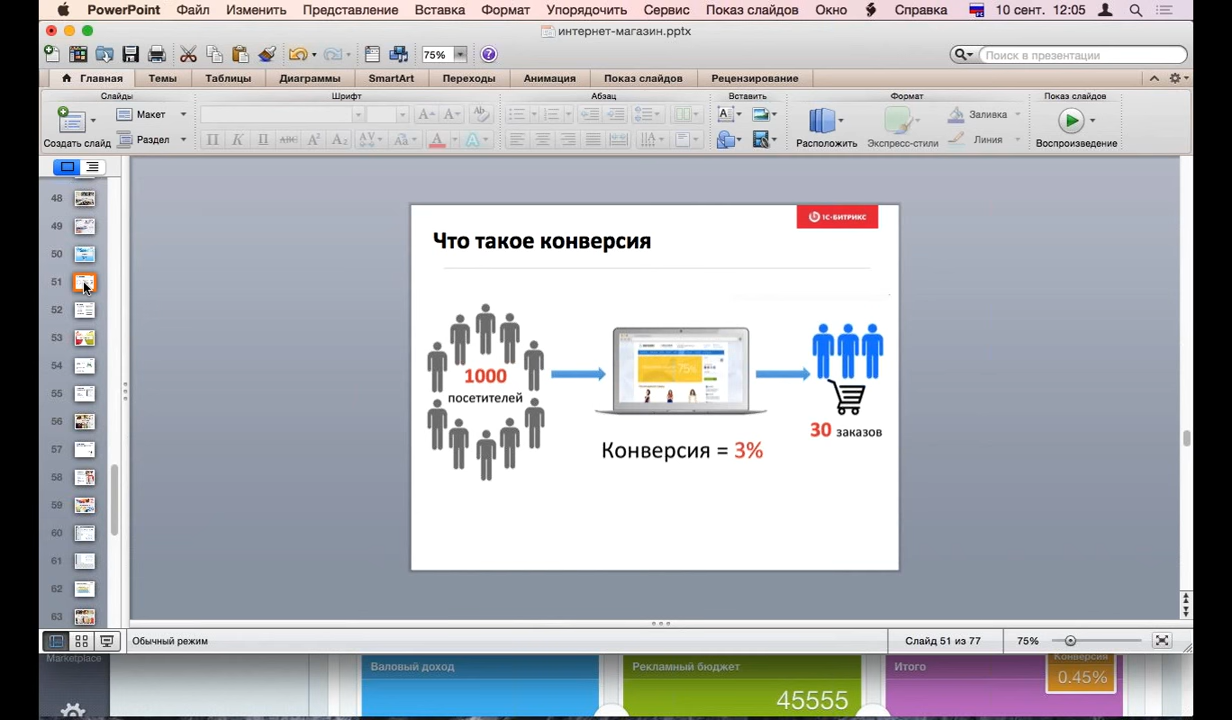 PowerPoint Файл Изменить Представление Вставка Формат Упорядочить Сервис Показ слайдов Окно Справка 10 сент. 12:05
интернет-магазин.pptx
75%
Поиск в презентации
Главная Темы Таблицы Диаграммы SmartArt Переходы Анимация Показ слайдов Рецензирование
Слайды Шрифт Абзац Вставить Формат Показ слайдов
Макет
Раздел
Создать слайд
Расположить
Экспресс-стили
Заливка
Линия
Воспроизведение
48
49
50
51
52
53
54
55
56
57
58
59
60
61
62
63
1С-БИТРИКС
Что такое конверсия
1000
посетителей
30 заказов
Конверсия = 3%
Обычный режим
Слайд 51 из 77
75%
Marketplace
Валовый доход
Рекламный бюджет
45555
Итого
Конверсия
0.45%